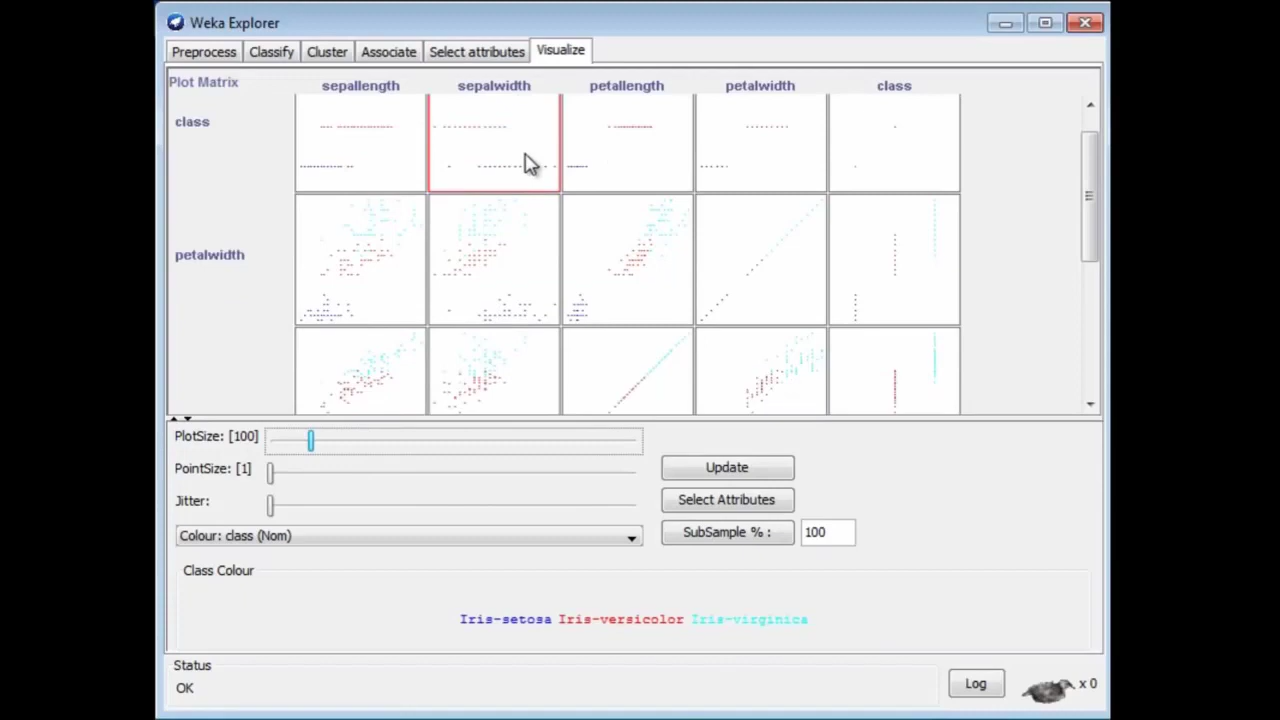 Weka Explorer
Preprocess Classify Cluster Associate Select attributes Visualize
Plot Matrix
sepallength sepalwidth petallength petalwidth class
class
petalwidth
PlotSize: [100]
PointSize: [1]
Update
Jitter:
Select Attributes
Colour: class (Nom)
SubSample % : 100
Class Colour
Iris-setosa Iris-versicolor Iris-virginica
Status
OK
Log
x 0